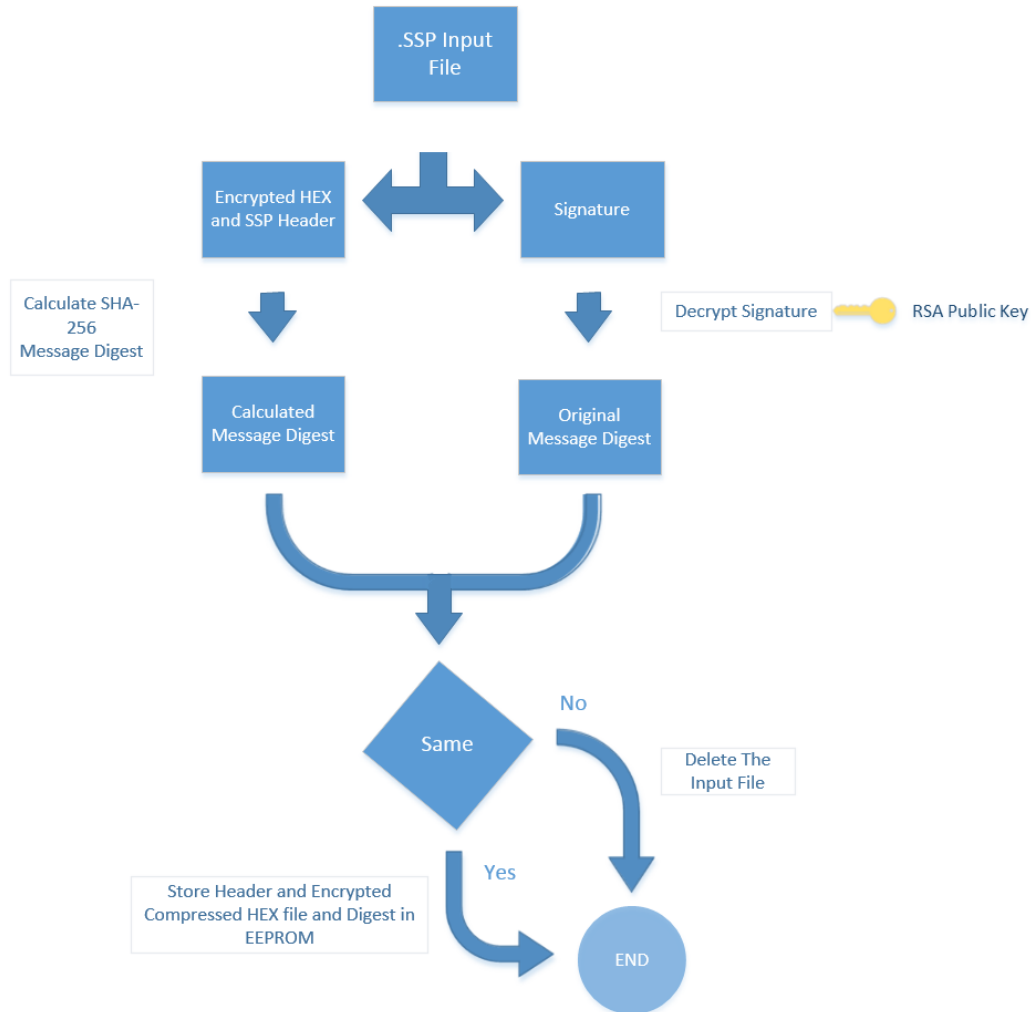 .SSP Input
File
Encrypted HEX
and SSP Header
Signature
Calculate SHA-
256
Message Digest
Decrypt Signature
RSA Public Key
Calculated
Message Digest
Original
Message Digest
Same
No
Delete The
Input File
Yes
Store Header and Encrypted
Compressed HEX file and Digest in
EEPROM
END